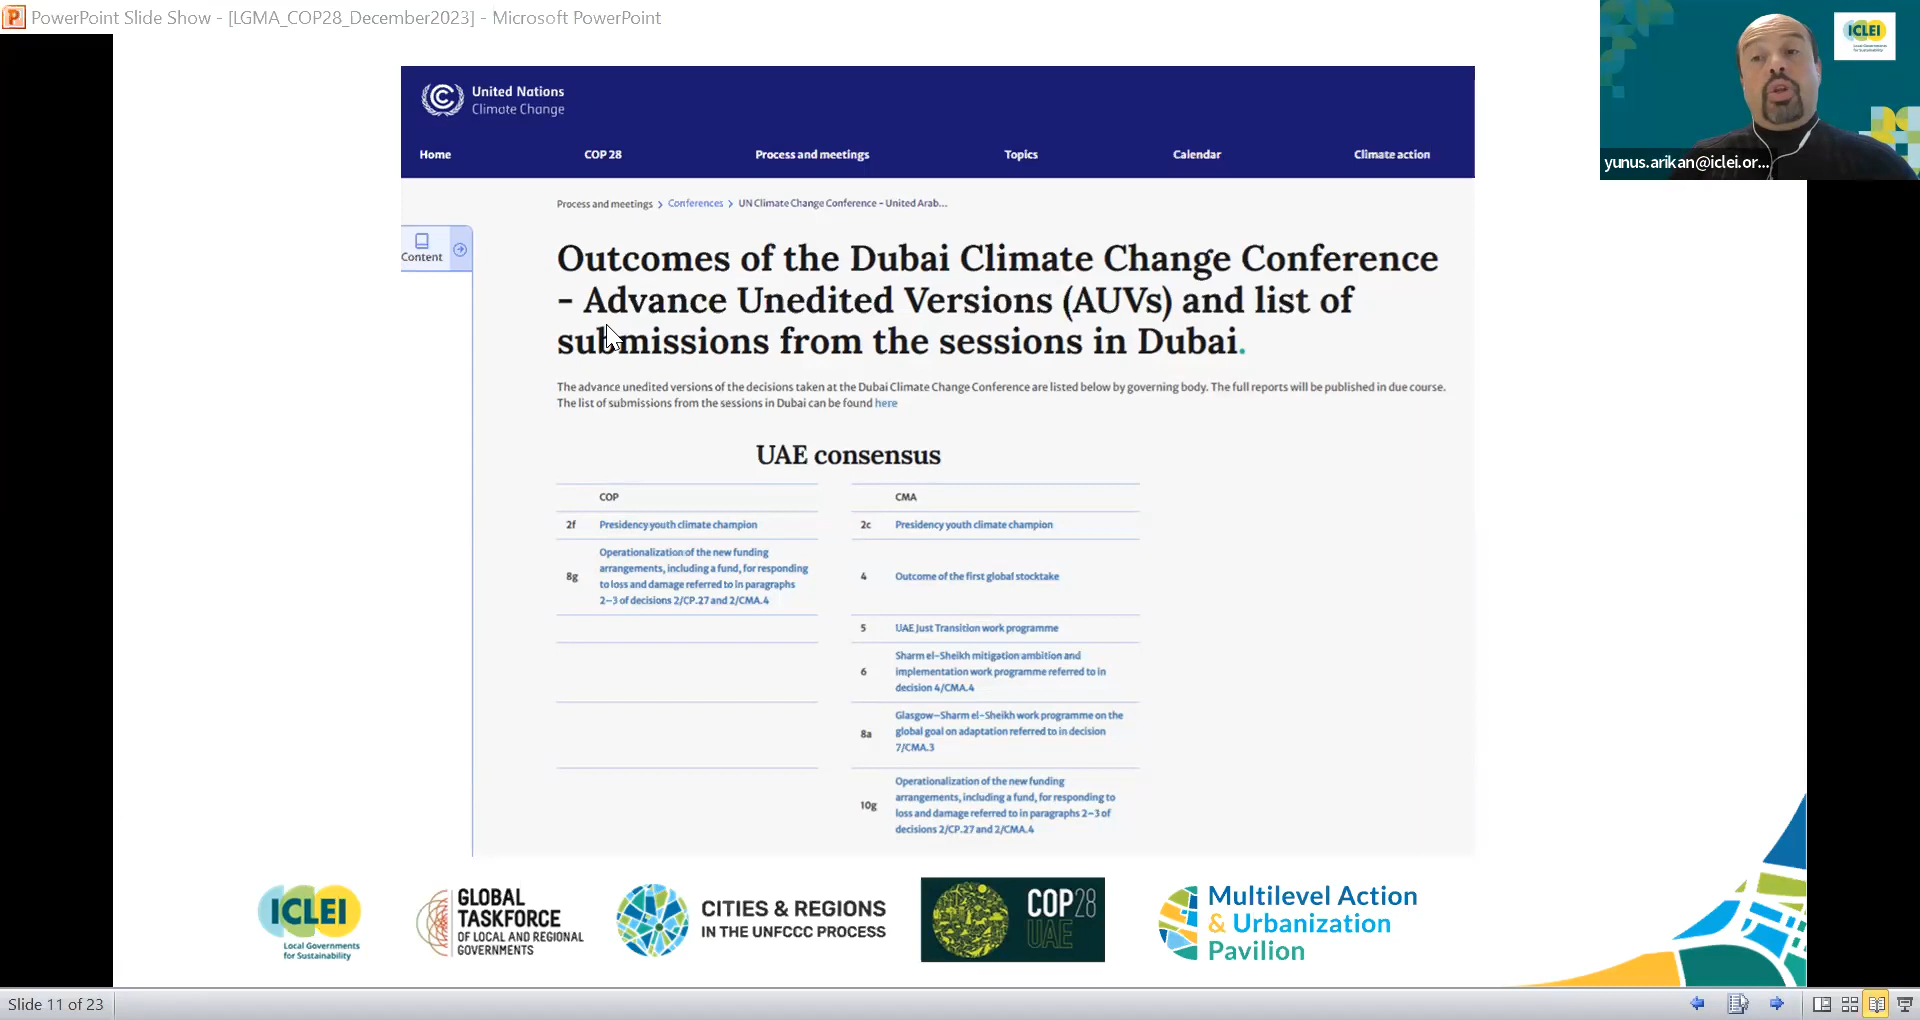 PowerPoint Slide Show - [LGMA_COP28_December2023] - Microsoft PowerPoint
ICLEI
yunus.arikan@iclei.or...
United Nations
Climate Change
Home
COP 28
Process and meetings
Topics
Calendar
Climate action
Process and meetings > Conferences > UN Climate Change Conference - United Arab...
Content
Outcomes of the Dubai Climate Change Conference
- Advance Unedited Versions (AUVs) and list of
submissions from the sessions in Dubai.
The advance unedited versions of the decisions taken at the Dubai Climate Change Conference are listed below by governing body. The full reports will be published in due course.
The list of submissions from the sessions in Dubai can be found here
UAE consensus
COP
2f Presidency youth climate champion
8g Operationalization of the new funding
arrangements, including a fund, for responding
to loss and damage referred to in paragraphs
2–3 of decisions 2/CP.27 and 2/CMA.4
CMA
2c Presidency youth climate champion
4 Outcome of the first global stocktake
5 UAE Just Transition work programme
6 Sharm el-Sheikh mitigation ambition and
implementation work programme referred to in
decision 4/CMA.4
8a Glasgow–Sharm el-Sheikh work programme on the
global goal on adaptation referred to in decision
7/CMA.3
10g Operationalization of the new funding
arrangements, including a fund, for responding to
loss and damage referred to in paragraphs 2–3 of
decisions 2/CP.27 and 2/CMA.4
ICLEI
Local Governments
for Sustainability
GLOBAL
TASKFORCE
OF LOCAL AND REGIONAL
GOVERNMENTS
CITIES & REGIONS
IN THE UNFCCC PROCESS
COP28
UAE
Multilevel Action
& Urbanization
Pavilion
Slide 11 of 23